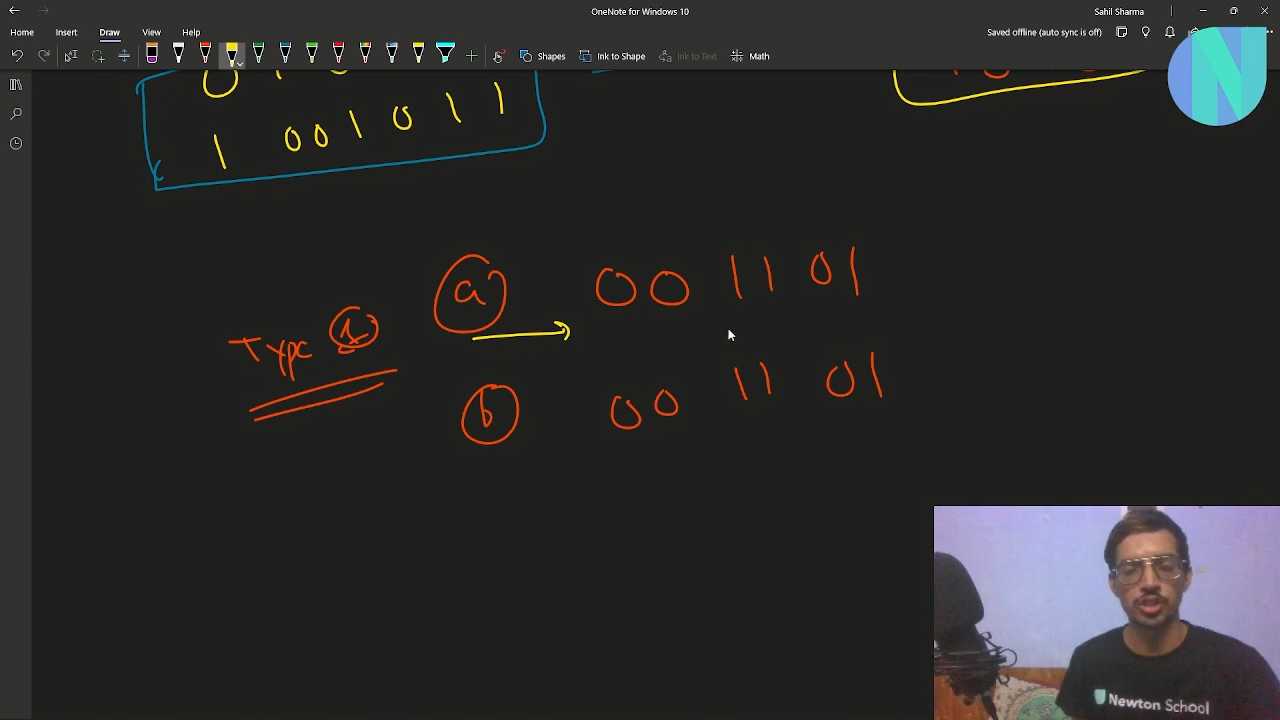 OneNote for Windows 10
Sahil Sharma
Home Insert Draw View Help
Saved offline (auto sync is off)
Shapes Ink to Shape Ink to Text Math
1 0 0 1 0 1 1
a 0 0 1 1 0 1
Type 1
b 0 0 1 1 0 1
Newton School